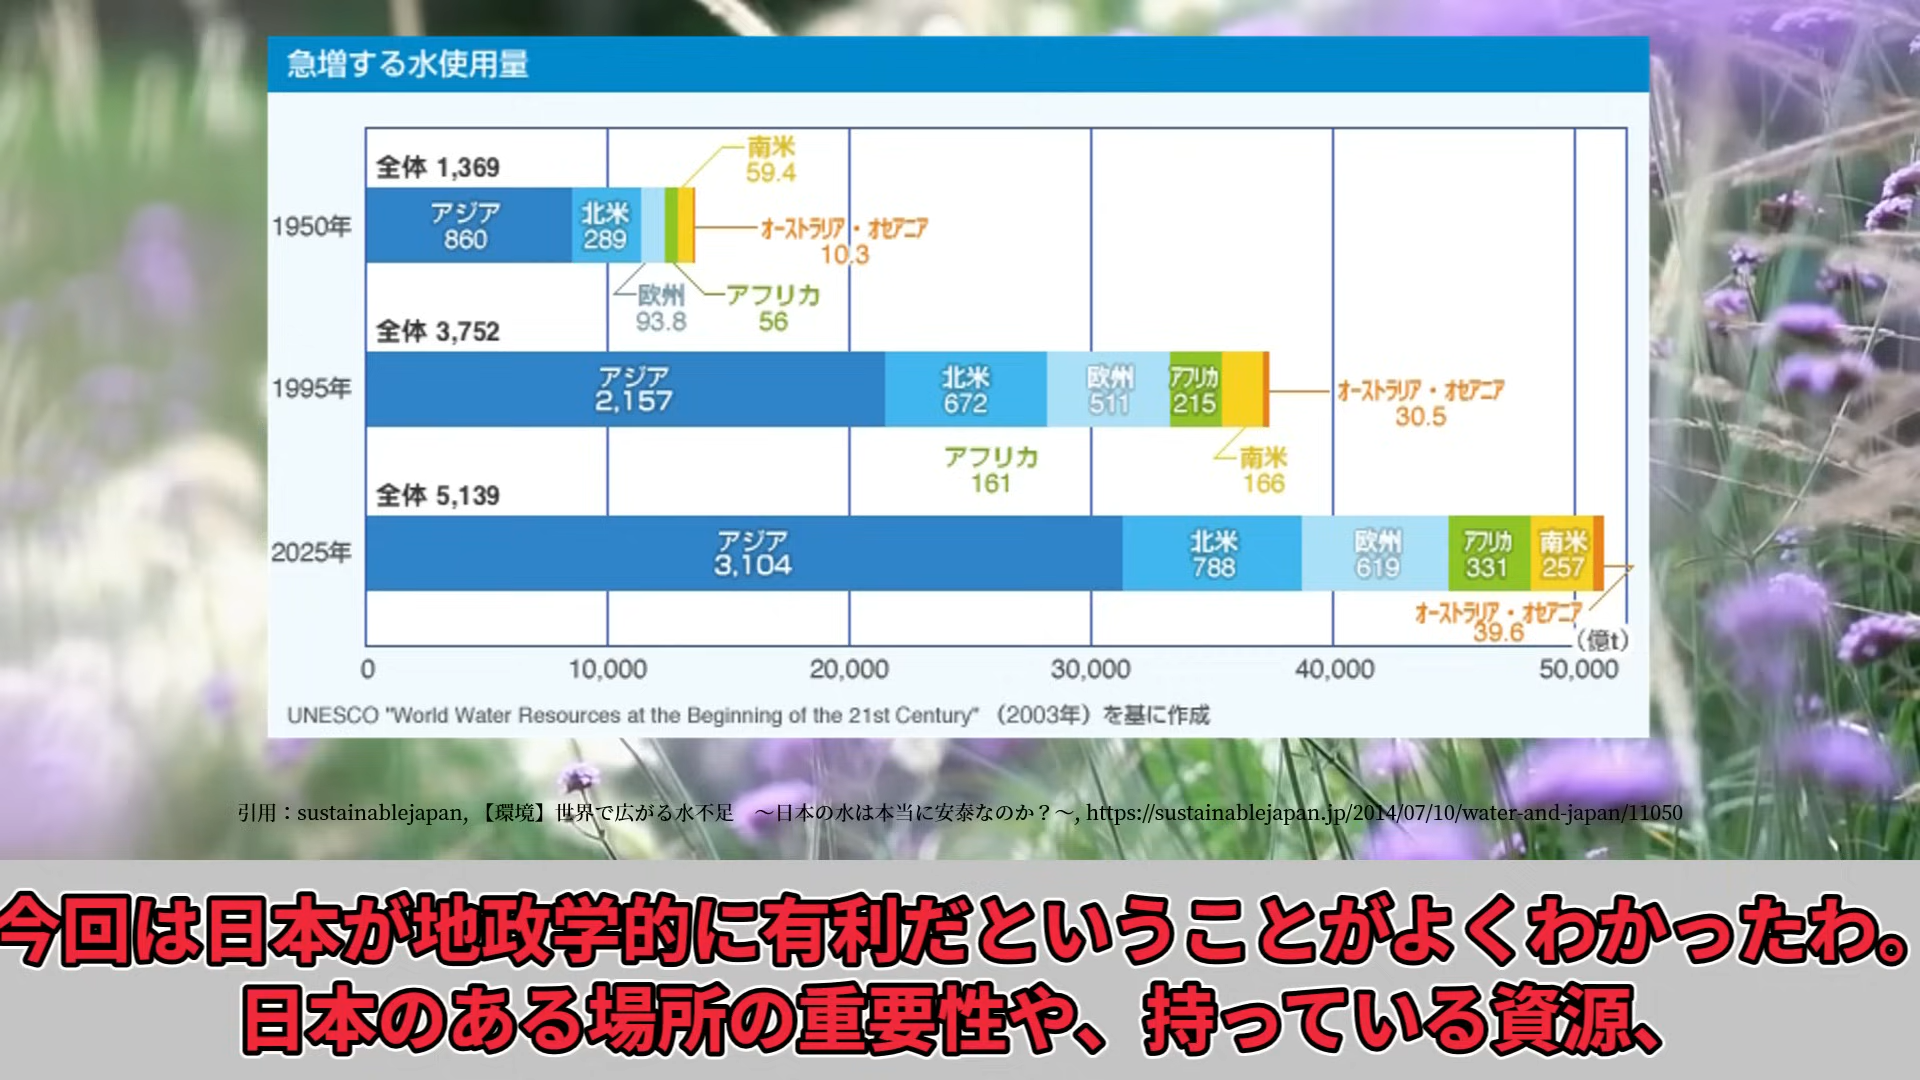 急増する水使用量
全体 1,369
南米
59.4
1950年
アジア
860
北米
289
オーストラリア・オセアニア
10.3
欧州
93.8
アフリカ
56
全体 3,752
1995年
アジア
2,157
北米
672
欧州
511
アフリカ
215
オーストラリア・オセアニア
30.5
アフリカ
161
南米
166
全体 5,139
2025年
アジア
3,104
北米
788
欧州
619
アフリカ
331
南米
257
オーストラリア・オセアニア
39.6
(億t)
0 10,000 20,000 30,000 40,000 50,000
UNESCO "World Water Resources at the Beginning of the 21st Century" （2003年）を基に作成
引用：sustainablejapan, 【環境】世界で広がる水不足　～日本の水は本当に安泰なのか？～, https://sustainablejapan.jp/2014/07/10/water-and-japan/11050
今回は日本が地政学的に有利だということがよくわかったわ。
日本のある場所の重要性や、持っている資源、